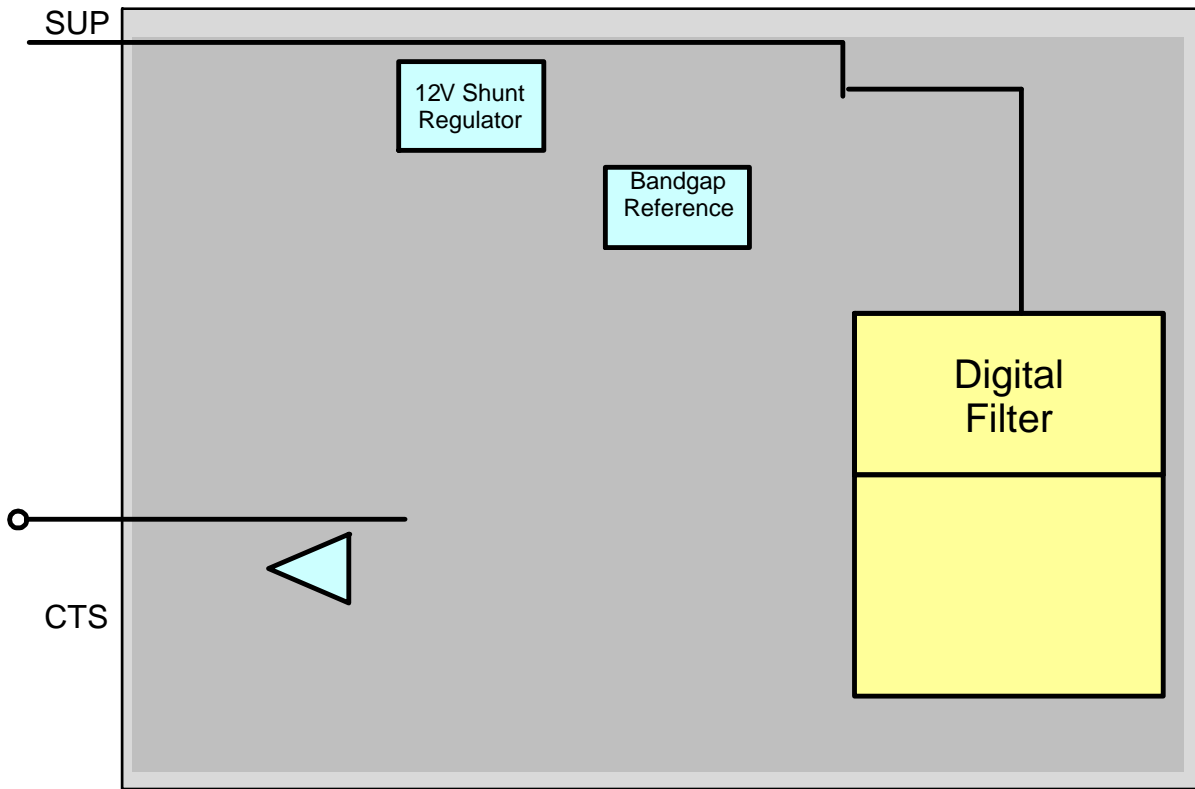 SUP
12V Shunt
Regulator
Bandgap
Reference
Digital
Filter
CTS